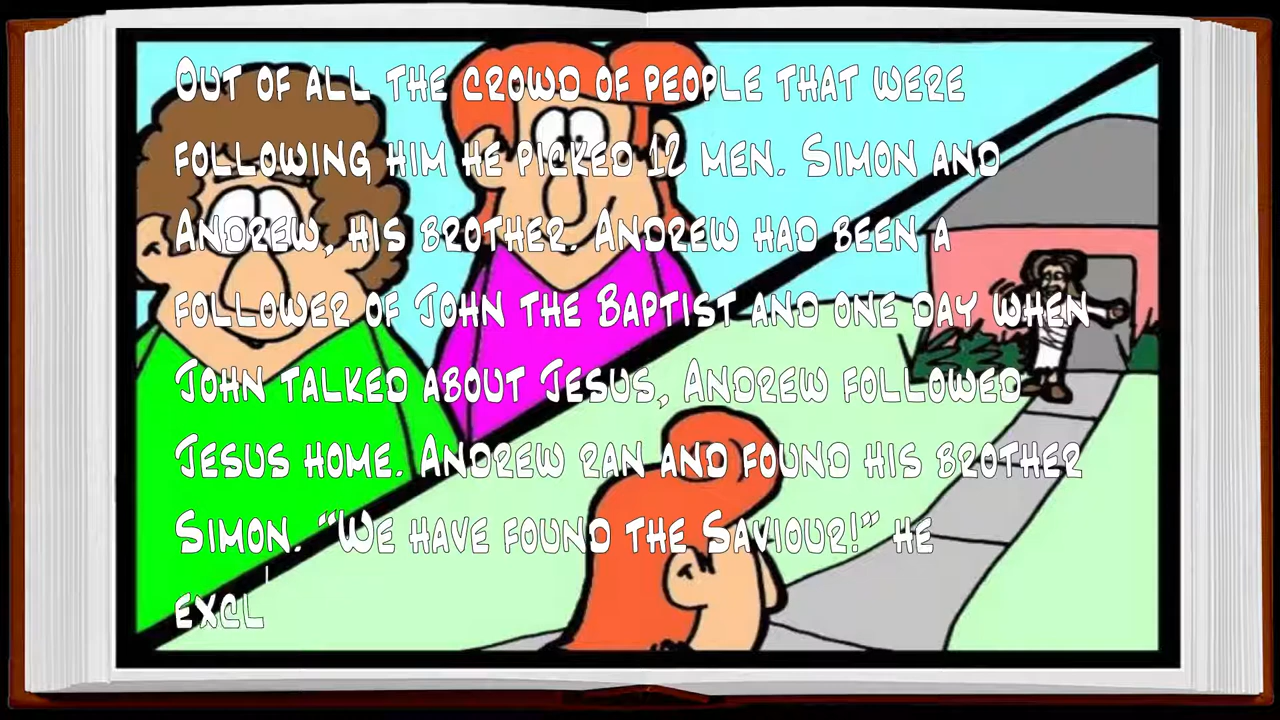 Out of all the crowd of people that were
following him he picked 12 men. Simon and
Andrew, his brother. Andrew had been a
follower of John the Baptist and one day when
John talked about Jesus, Andrew followed
Jesus home. Andrew ran and found his brother
Simon. “We have found the Saviour!” he
excl